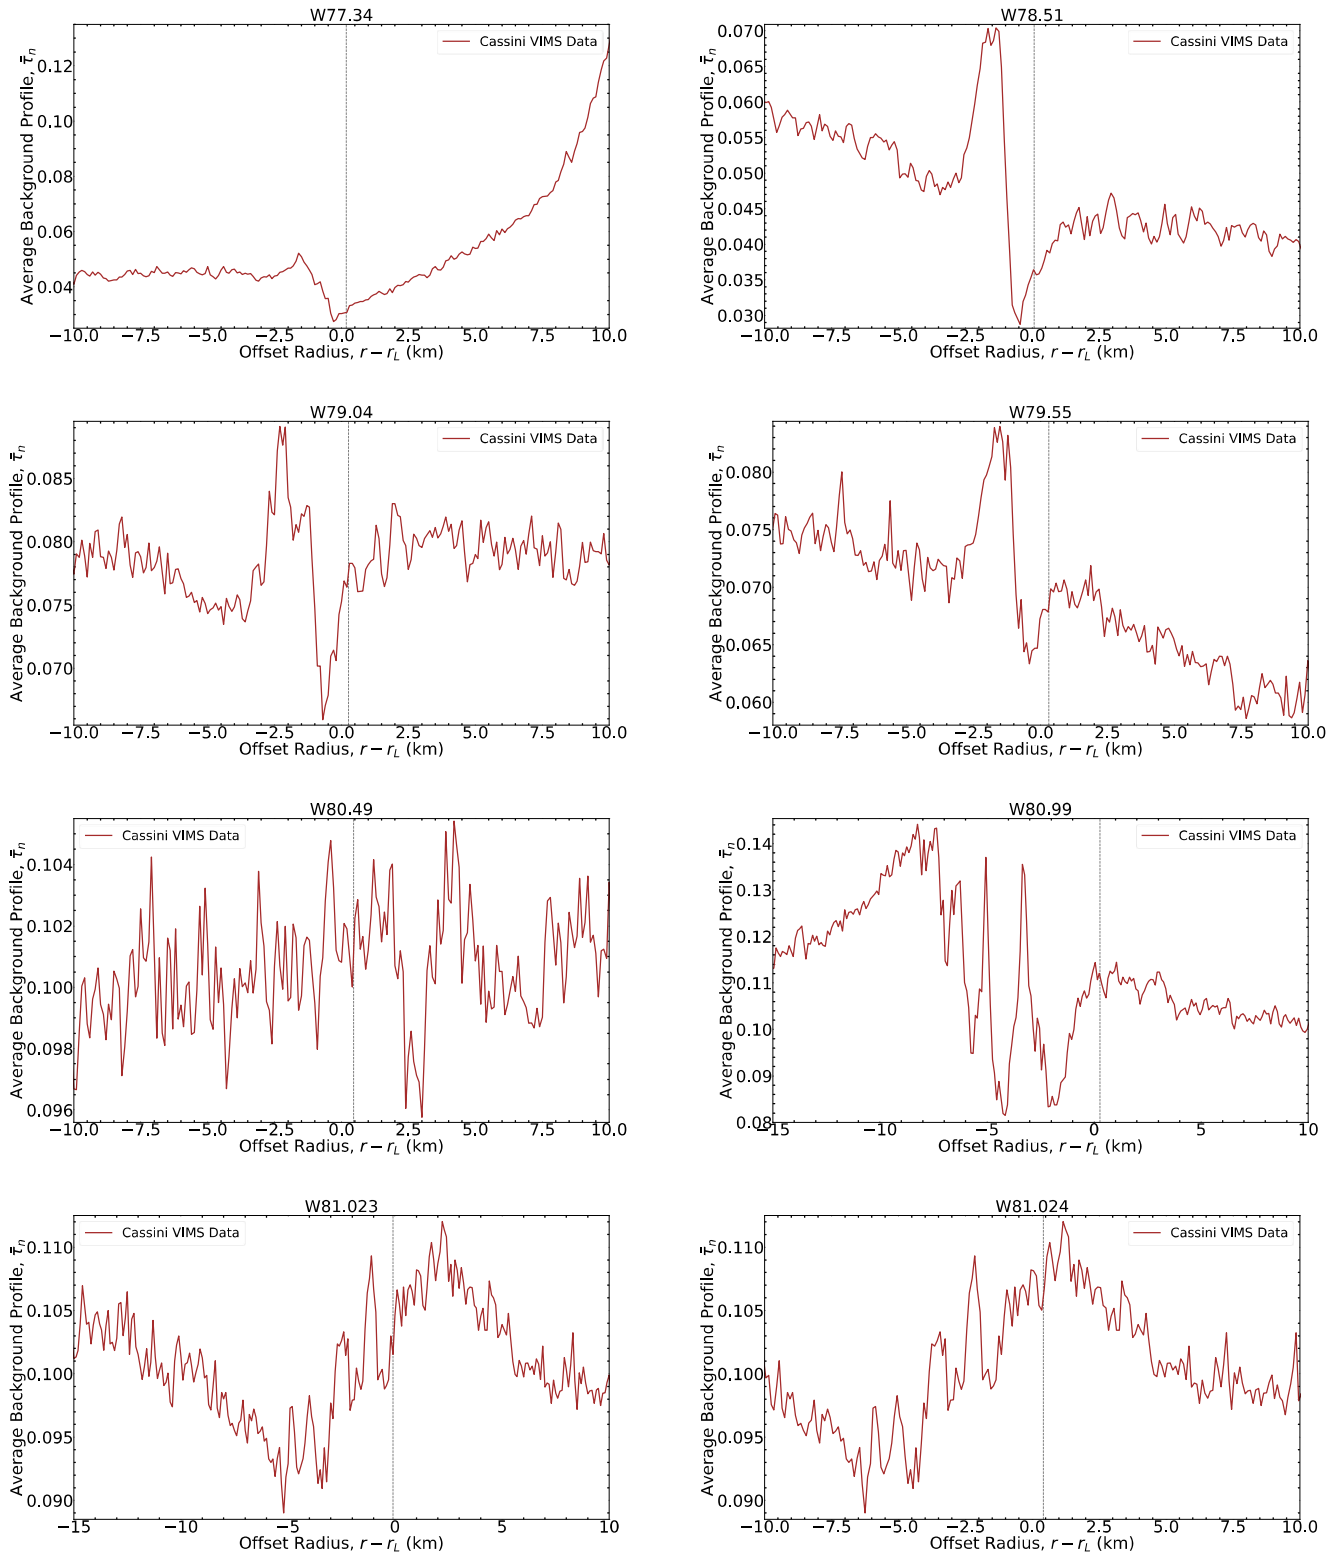 W77.34
Cassini VIMS Data
Average Background Profile, τ̄ₙ
0.12
0.10
0.08
0.06
0.04
−10.0 −7.5 −5.0 −2.5 0.0 2.5 5.0 7.5 10.0
Offset Radius, r − r_L (km)
W78.51
Cassini VIMS Data
Average Background Profile, τ̄ₙ
0.070
0.065
0.060
0.055
0.050
0.045
0.040
0.035
0.030
−10.0 −7.5 −5.0 −2.5 0.0 2.5 5.0 7.5 10.0
Offset Radius, r − r_L (km)
W79.04
Cassini VIMS Data
Average Background Profile, τ̄ₙ
0.085
0.080
0.075
0.070
−10.0 −7.5 −5.0 −2.5 0.0 2.5 5.0 7.5 10.0
Offset Radius, r − r_L (km)
W79.55
Cassini VIMS Data
Average Background Profile, τ̄ₙ
0.080
0.075
0.070
0.065
0.060
−10.0 −7.5 −5.0 −2.5 0.0 2.5 5.0 7.5 10.0
Offset Radius, r − r_L (km)
W80.49
Cassini VIMS Data
Average Background Profile, τ̄ₙ
0.104
0.102
0.100
0.098
0.096
−10.0 −7.5 −5.0 −2.5 0.0 2.5 5.0 7.5 10.0
Offset Radius, r − r_L (km)
W80.99
Cassini VIMS Data
Average Background Profile, τ̄ₙ
0.14
0.13
0.12
0.11
0.10
0.09
0.08
−15 −10 −5 0 5 10
Offset Radius, r − r_L (km)
W81.023
Cassini VIMS Data
Average Background Profile, τ̄ₙ
0.110
0.105
0.100
0.095
0.090
−15 −10 −5 0 5 10
Offset Radius, r − r_L (km)
W81.024
Cassini VIMS Data
Average Background Profile, τ̄ₙ
0.110
0.105
0.100
0.095
0.090
−10.0 −7.5 −5.0 −2.5 0.0 2.5 5.0 7.5 10.0
Offset Radius, r − r_L (km)